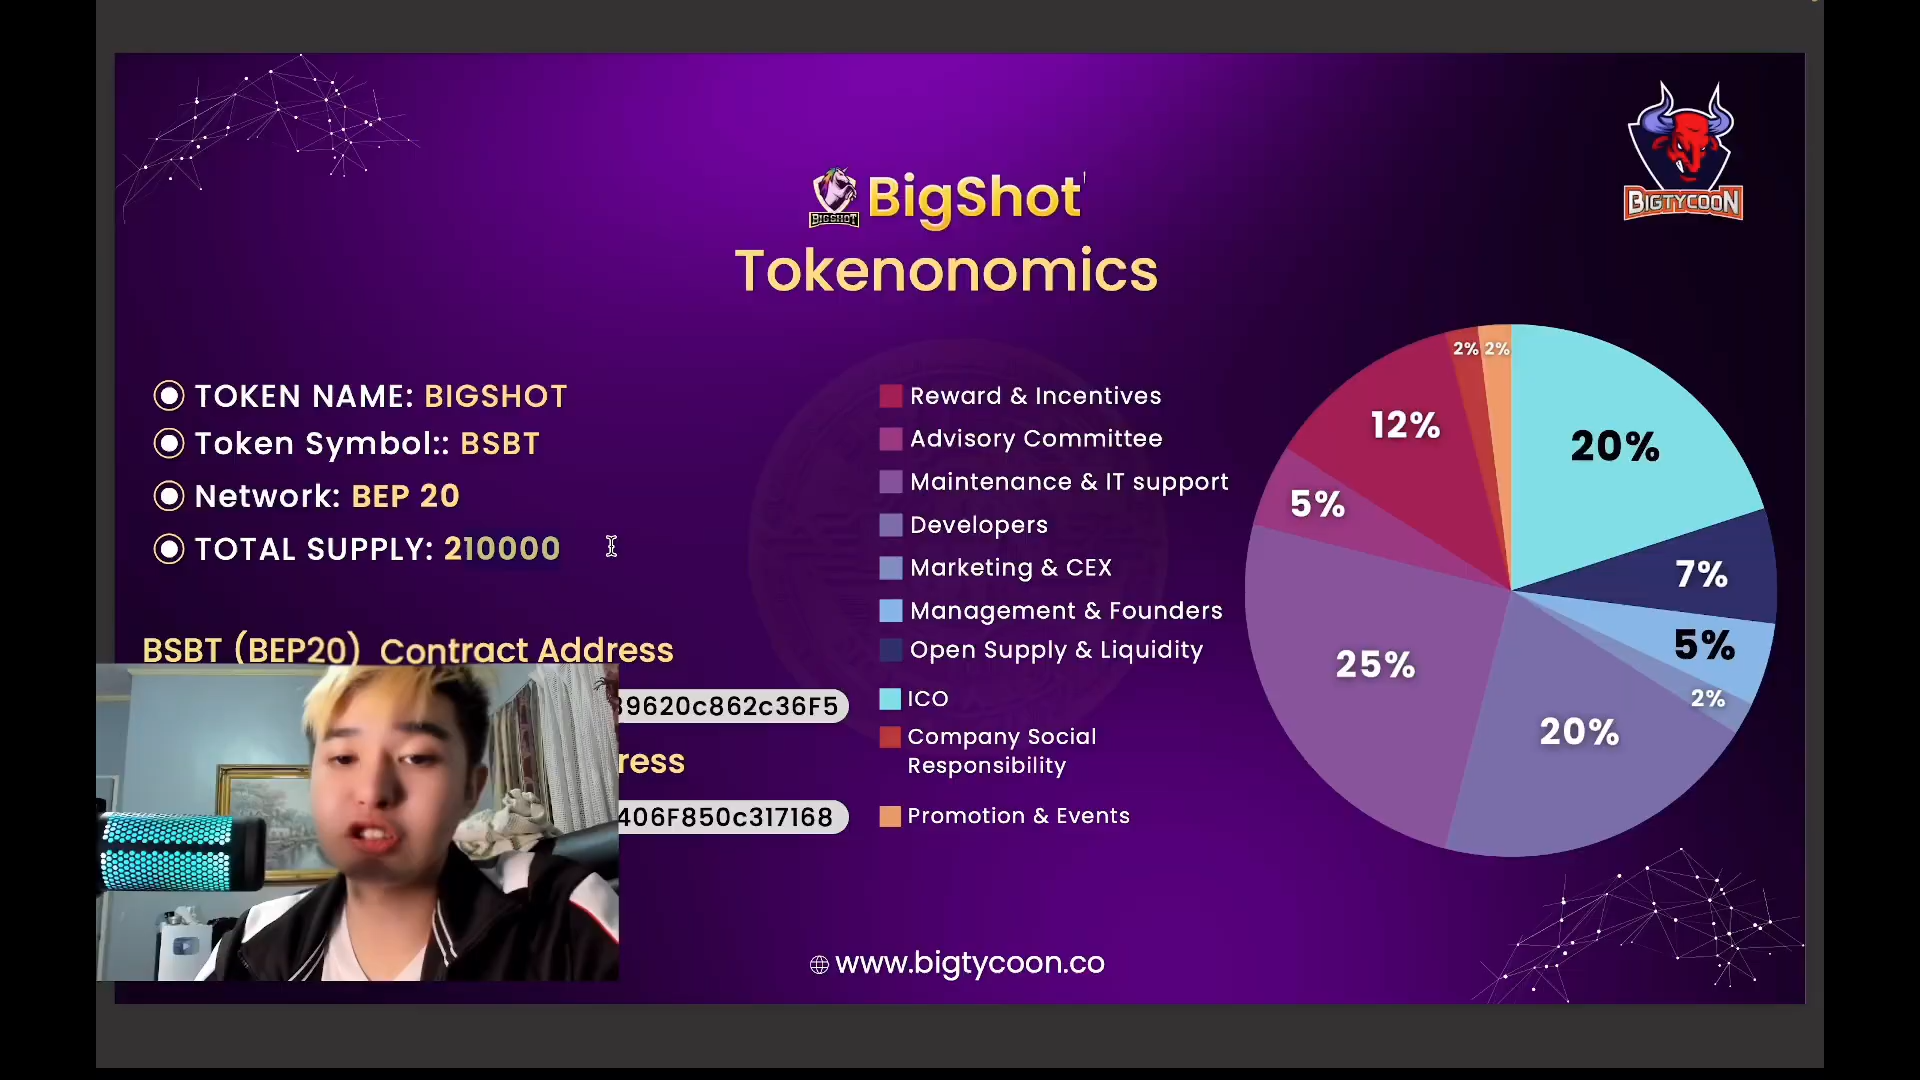 BIGTYCOON
BIGSHOT
BigShot
Tokenonomics
TOKEN NAME: BIGSHOT
Token Symbol:: BSBT
Network: BEP 20
TOTAL SUPPLY: 210000
BSBT (BEP20) Contract Address
39620c862c36F5
ress
406F850c317168
Reward & Incentives
Advisory Committee
Maintenance & IT support
Developers
Marketing & CEX
Management & Founders
Open Supply & Liquidity
ICO
Company Social
Responsibility
Promotion & Events
2% 2%
20%
12%
5%
7%
5%
25%
2%
20%
www.bigtycoon.co